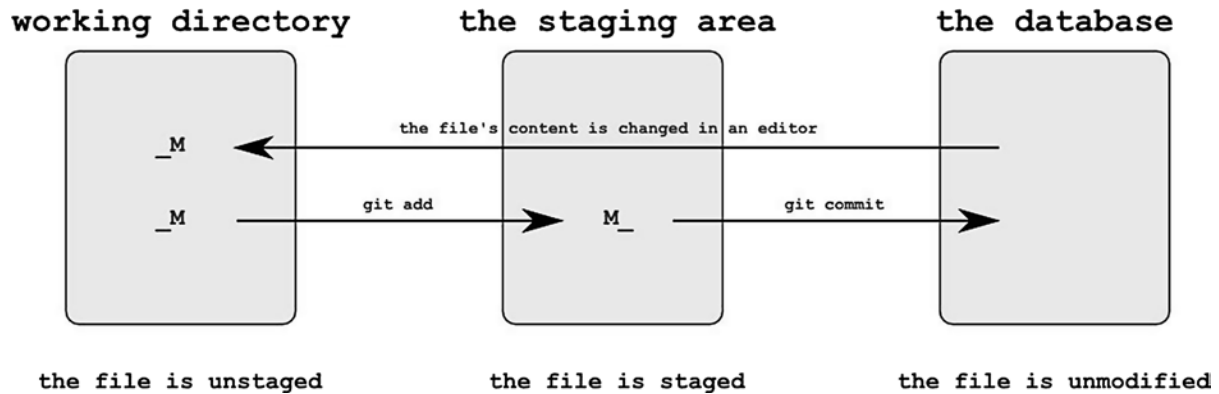 working directory
the staging area
the database
the file's content is changed in an editor
_M
_M
git add
M_
git commit
the file is unstaged
the file is staged
the file is unmodified